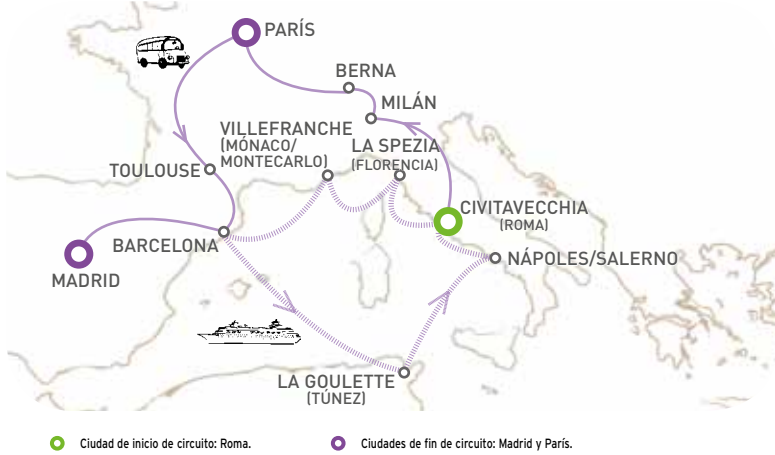 PARÍS
BERNA
MILÁN
VILLEFRANCHE
(MÓNACO/
MONTECARLO)
LA SPEZIA
(FLORENCIA)
TOULOUSE
CIVITAVECCHIA
(ROMA)
BARCELONA
NÁPOLES/SALERNO
MADRID
LA GOULETTE
(TÚNEZ)
Ciudad de inicio de circuito: Roma.
Ciudades de fin de circuito: Madrid y París.